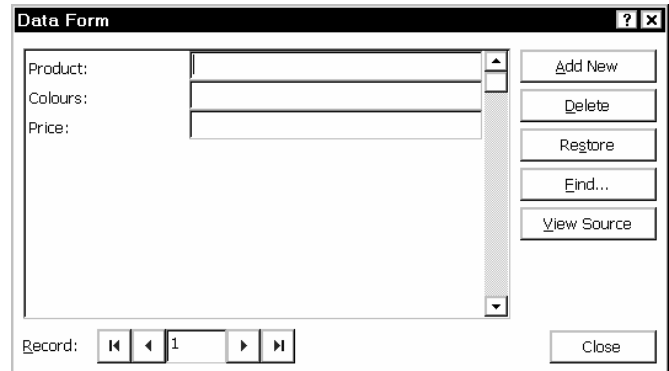 Data Form
Product:
Colours:
Price:
Add New
Delete
Restore
Find...
View Source
Record: 1
Close